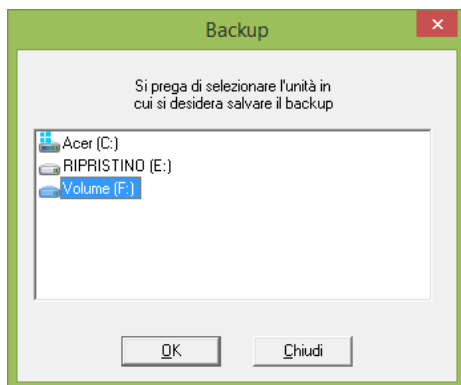 Backup
Si prega di selezionare l'unità in
cui si desidera salvare il backup
Acer (C:)
RIPRISTINO (E:)
Volume (F:)
OK
Chiudi